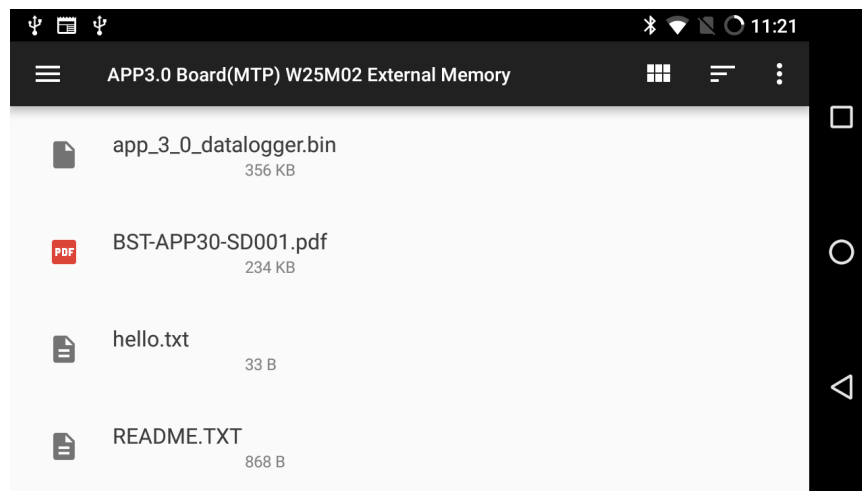 11:21
APP3.0 Board(MTP) W25M02 External Memory
app_3_0_datalogger.bin
356 KB
PDF
BST-APP30-SD001.pdf
234 KB
hello.txt
33 B
README.TXT
868 B